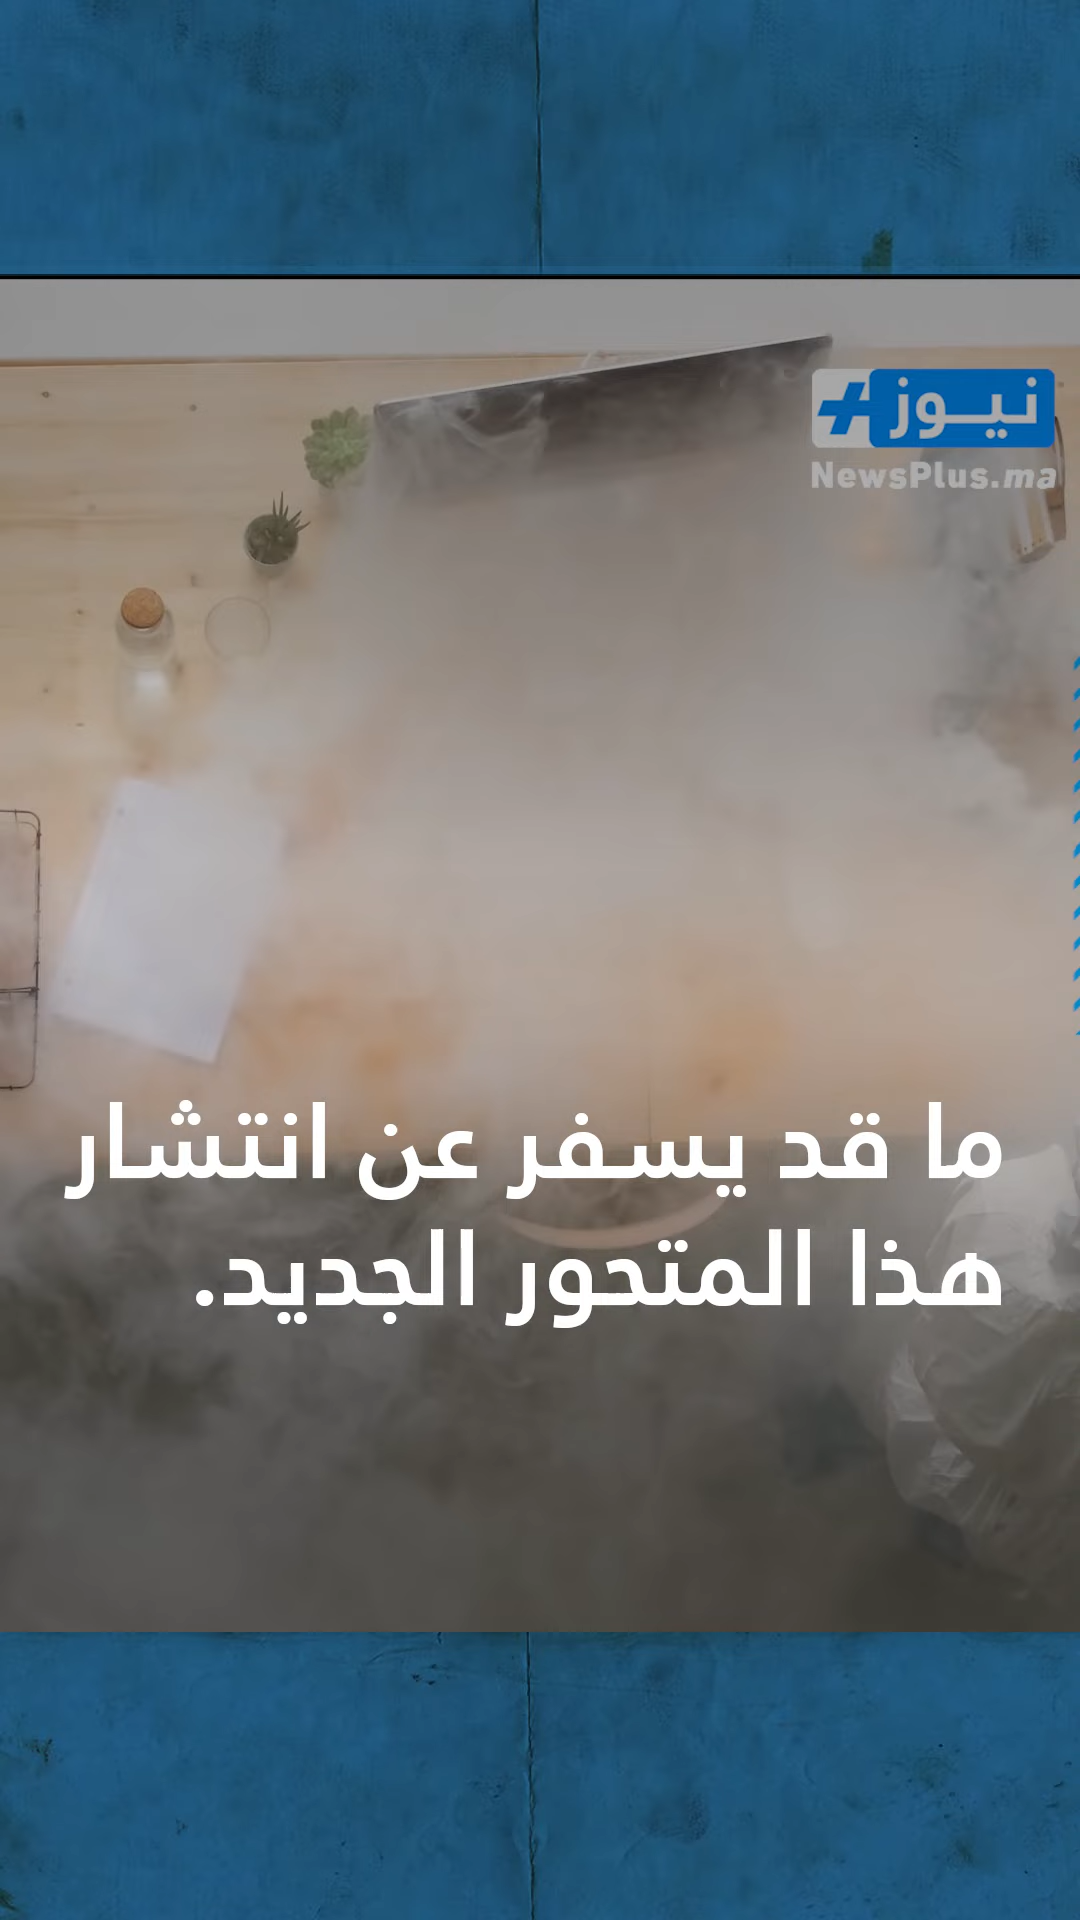 نيوز+
NewsPlus.ma
ما قد يسفر عن انتشار
هذا المتحور الجديد.